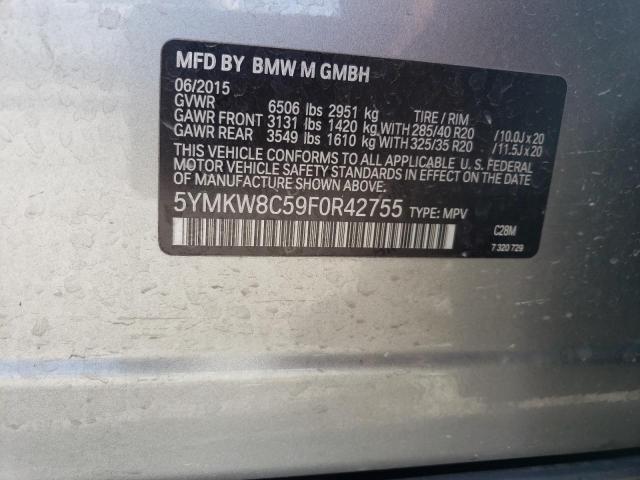 MFD BY BMW M GMBH
06/2015
GVWR 6506 lbs 2951 kg TIRE / RIM
GAWR FRONT 3131 lbs 1420 kg WITH 285/40 R20 /10.0J x 20
GAWR REAR 3549 lbs 1610 kg WITH 325/35 R20 /11.5J x 20
THIS VEHICLE CONFORMS TO ALL APPLICABLE U. S. FEDERAL
MOTOR VEHICLE SAFETY STANDARDS IN EFFECT ON THE
DATE OF MANUFACTURE SHOWN ABOVE.
5YMKW8C59F0R42755 TYPE: MPV
C28M
7 320 729